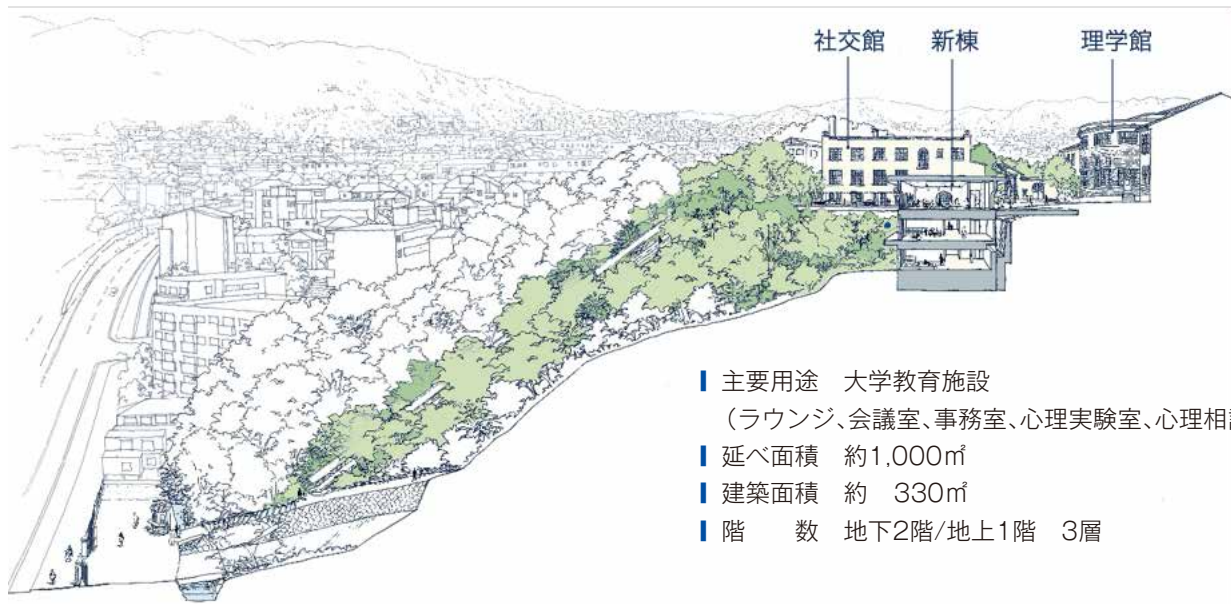 社交館　新棟　理学館
主要用途　大学教育施設
（ラウンジ、会議室、事務室、心理実験室、心理相
延べ面積　約1,000㎡
建築面積　約　330㎡
階　　数　地下2階/地上1階　3層